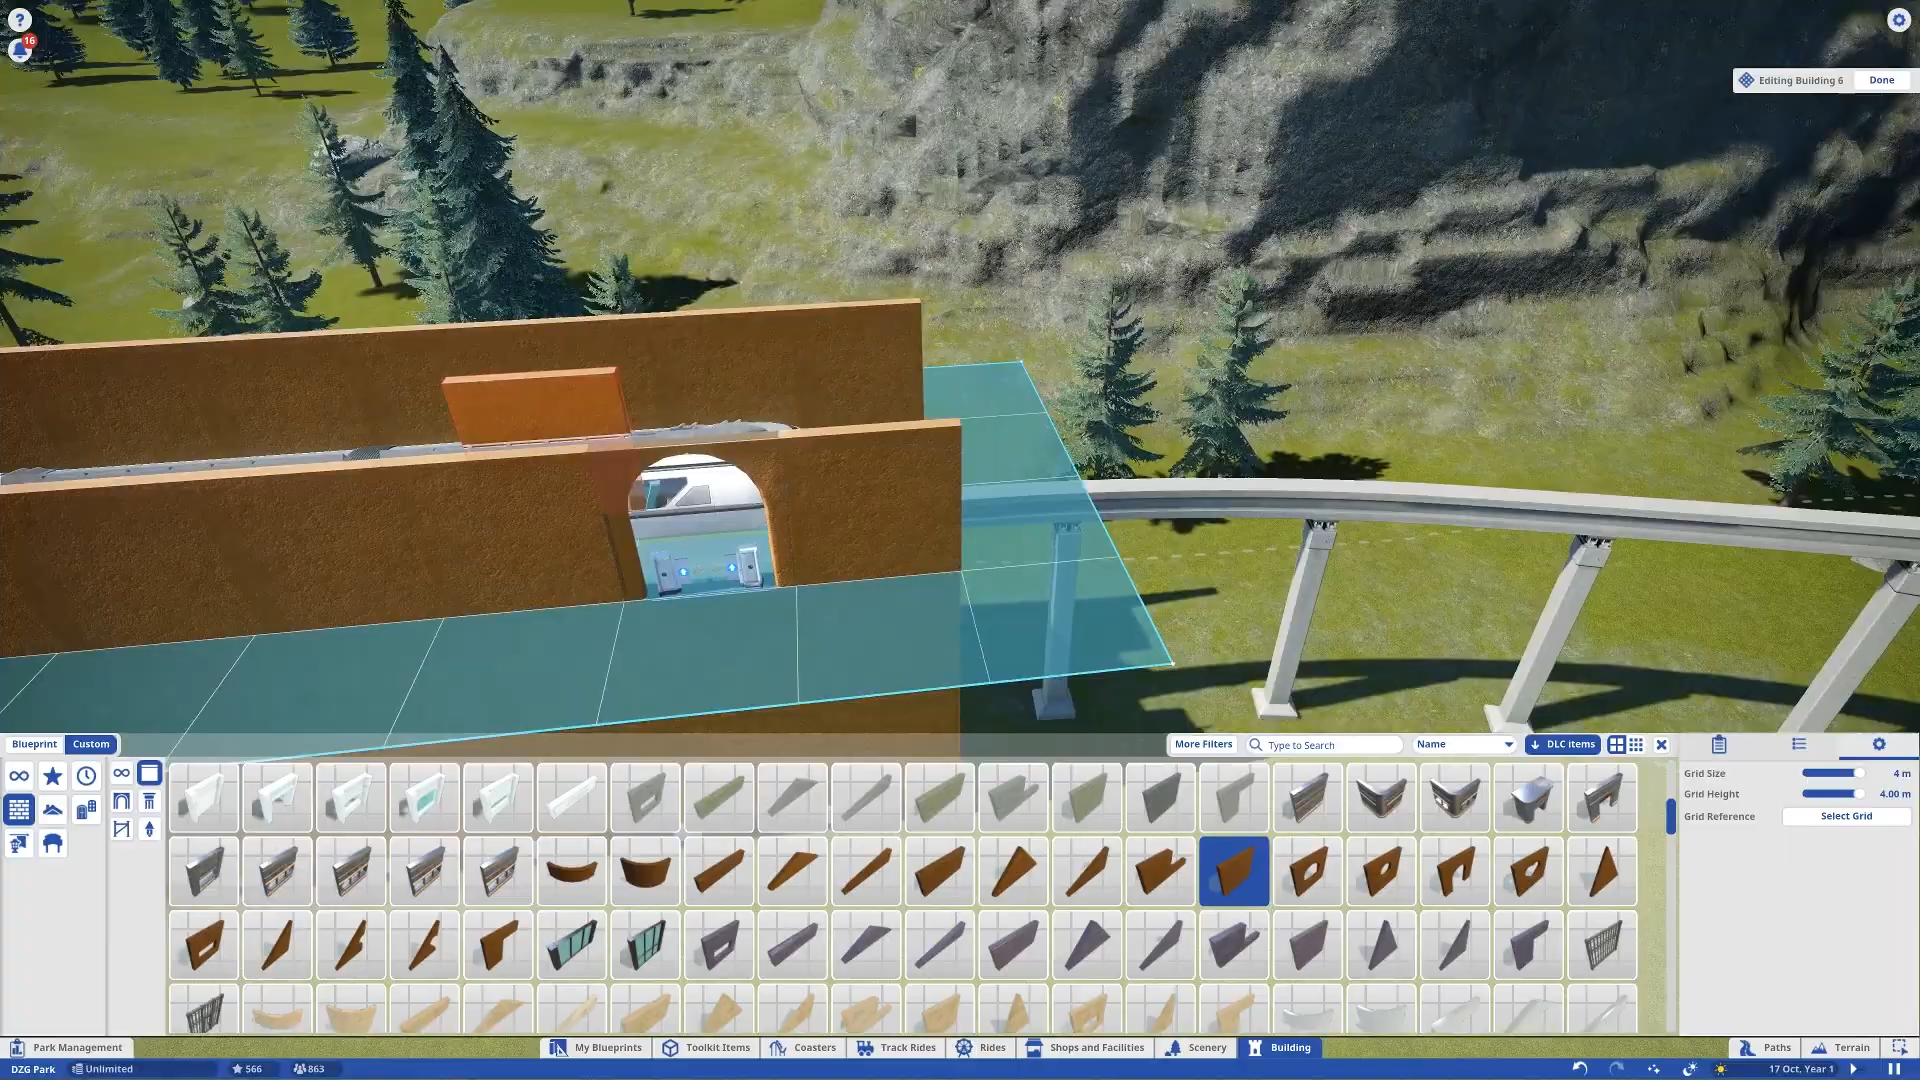 ?
16
Editing Building 6 Done
Blueprint Custom
More Filters Type to Search Name DLC items
Grid Size 4 m
Grid Height 4.00 m
Grid Reference Select Grid
Park Management My Blueprints Toolkit Items Coasters Track Rides Rides Shops and Facilities Scenery Building Paths Terrain
DZG Park Unlimited 566 863 17 Oct, Year 1